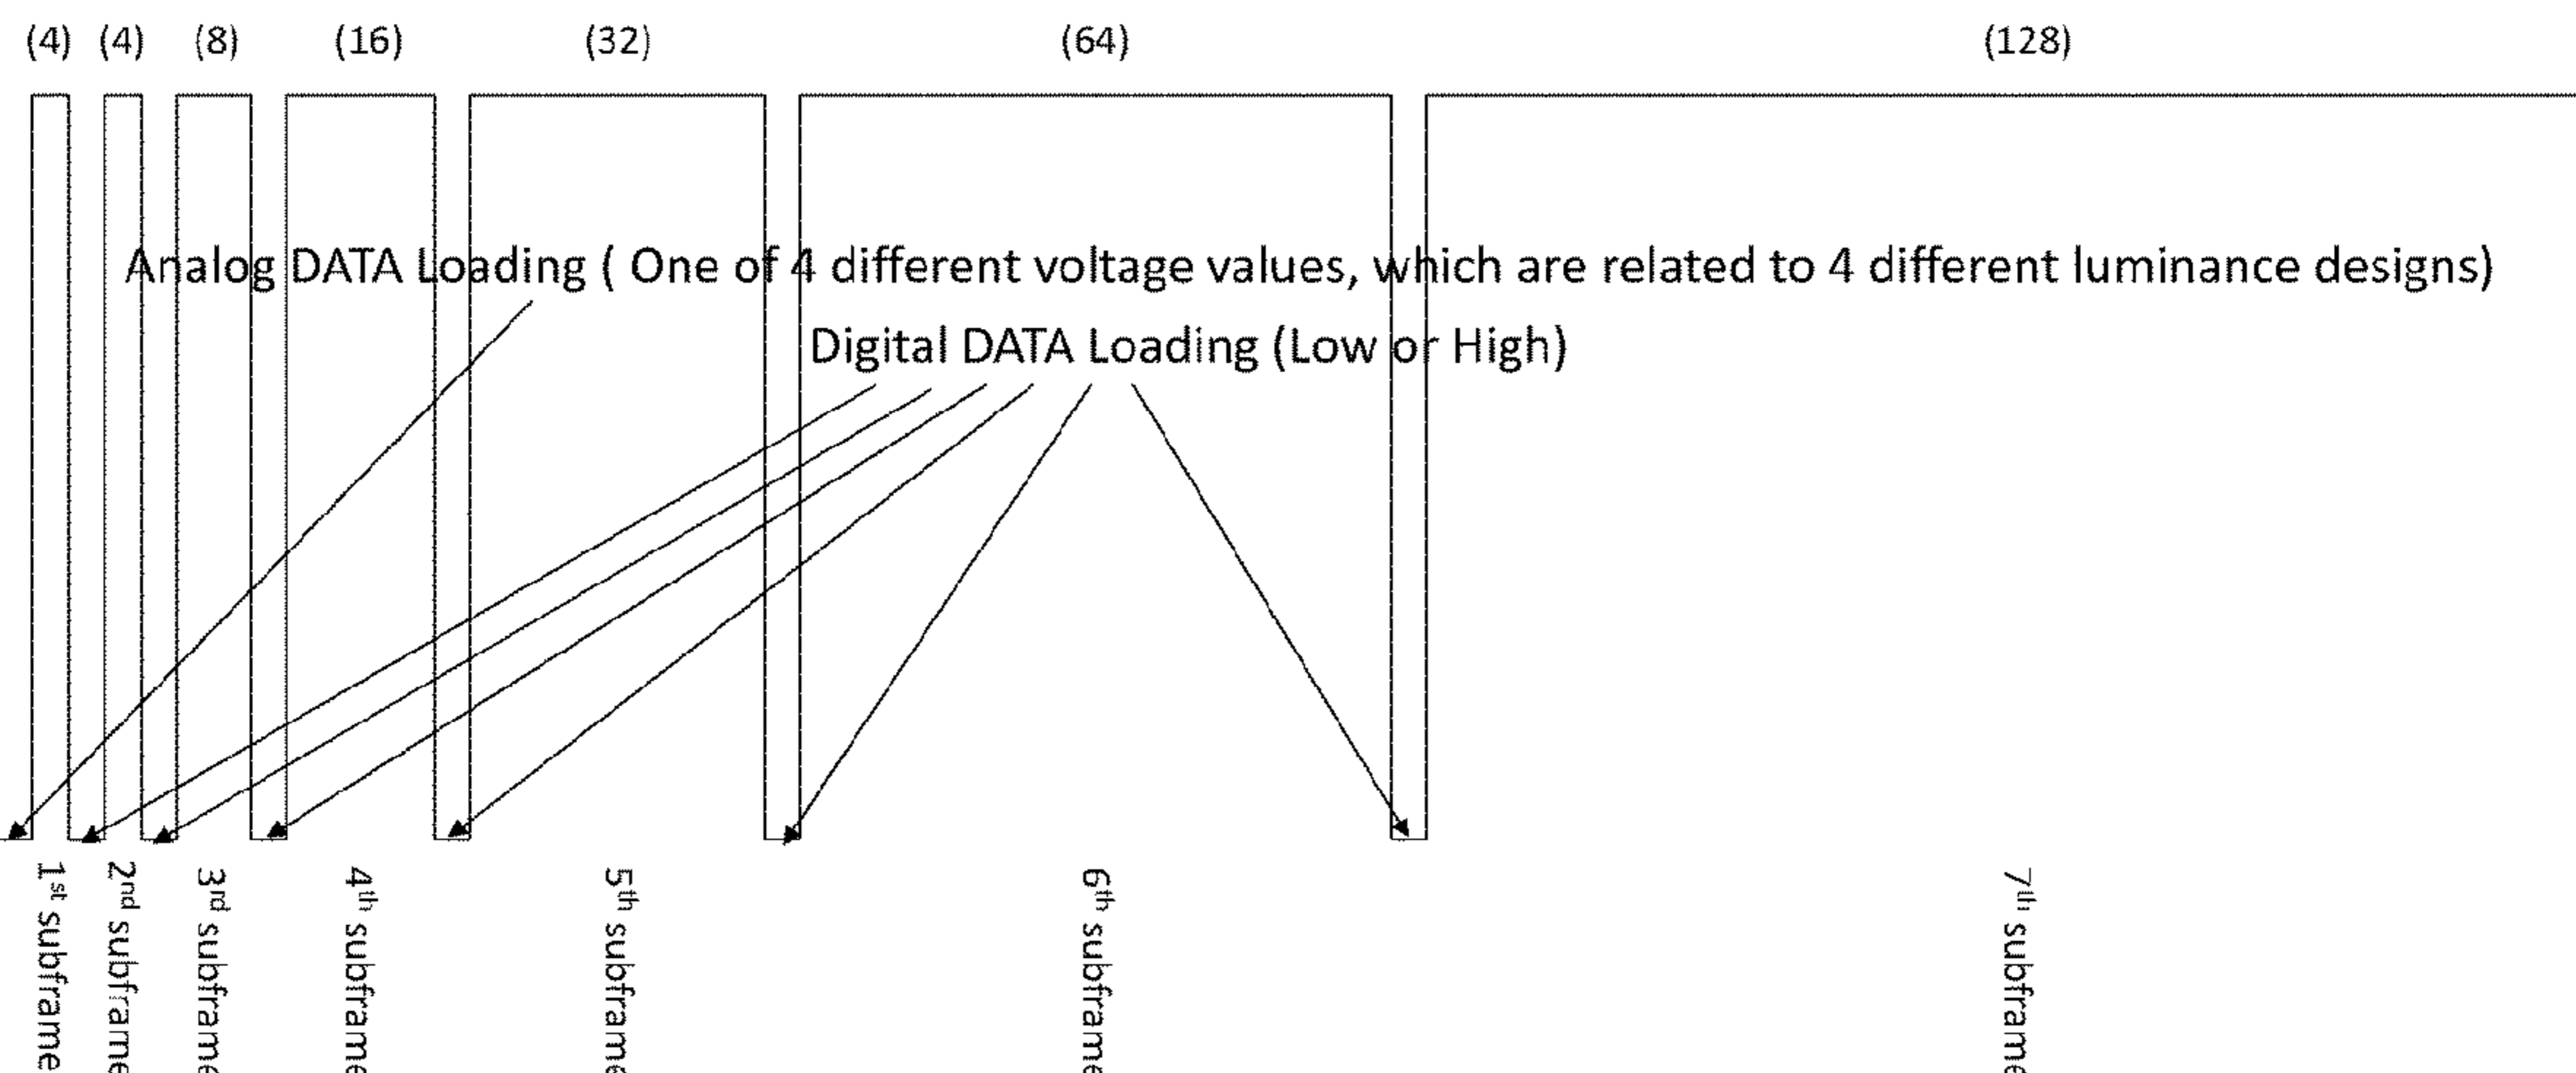 (4) (4) (8) (16) (32) (64) (128)
Analog DATA Loading ( One of 4 different voltage values, which are related to 4 different luminance designs)
Digital DATA Loading (Low or High)
1st subframe
2nd subframe
3rd subframe
4th subframe
5th subframe
6th subframe
7th subframe